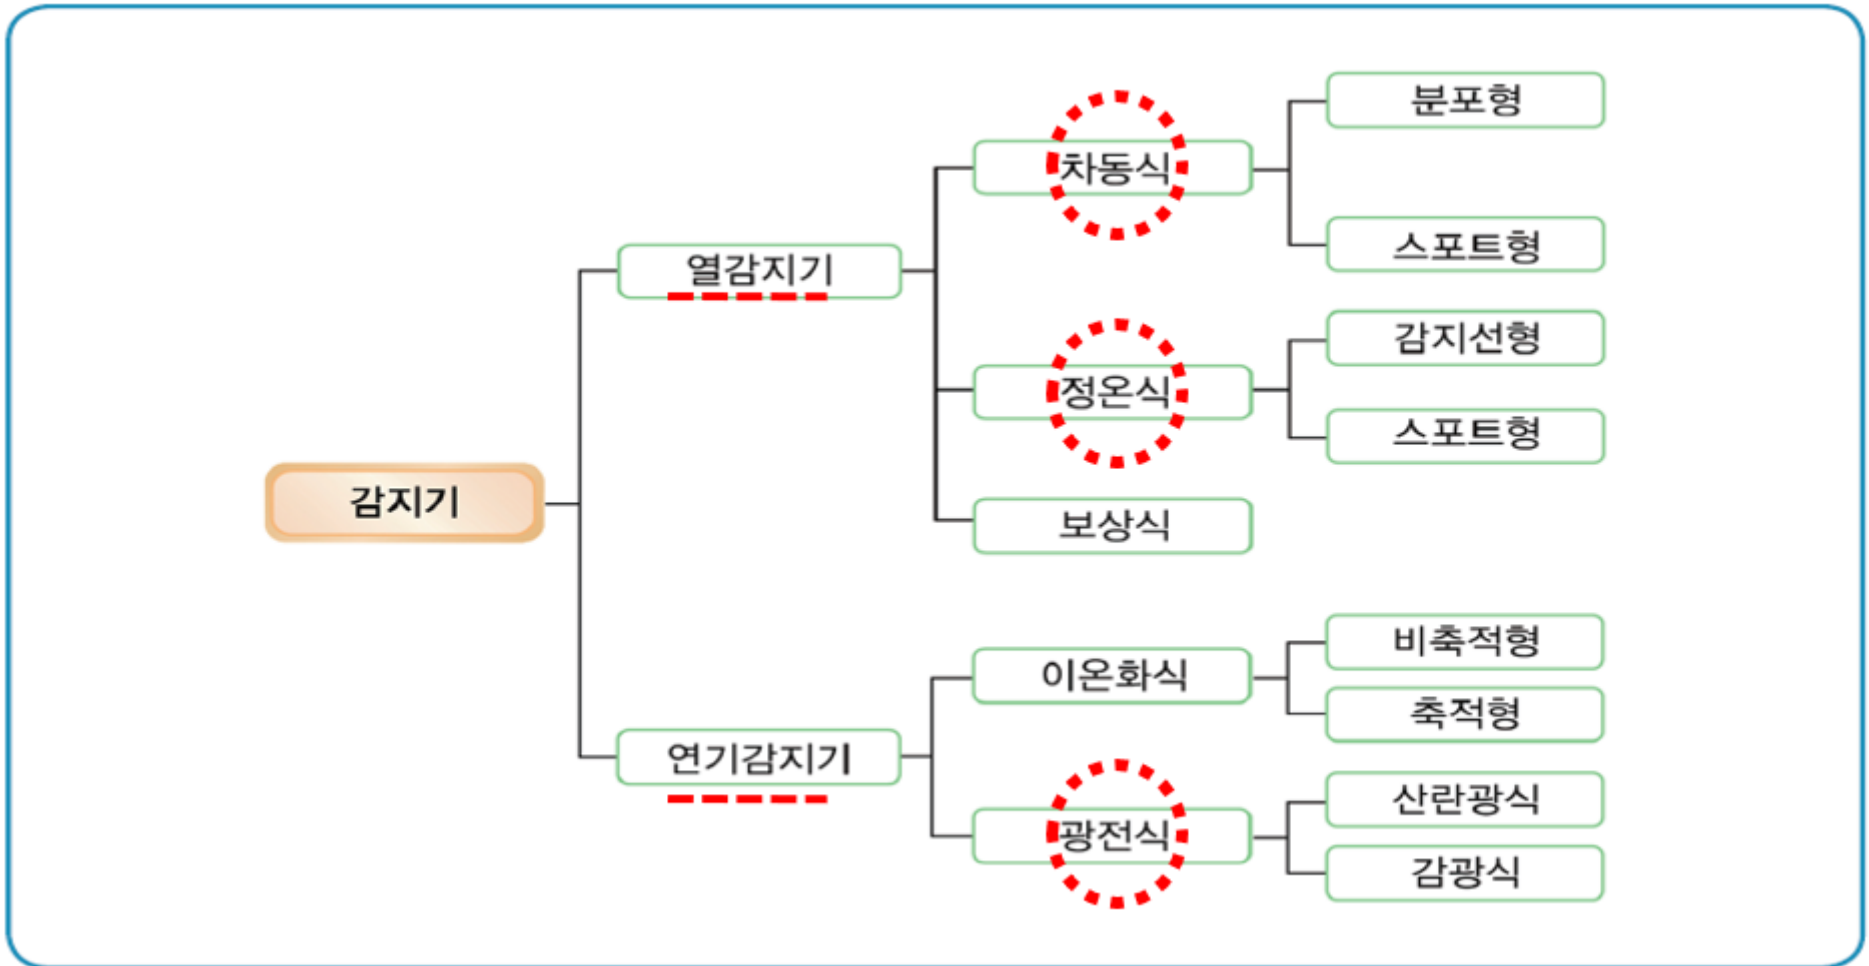 감지기
열감지기
차동식
분포형
스포트형
정온식
감지선형
스포트형
보상식
연기감지기
이온화식
비축적형
축적형
광전식
산란광식
감광식